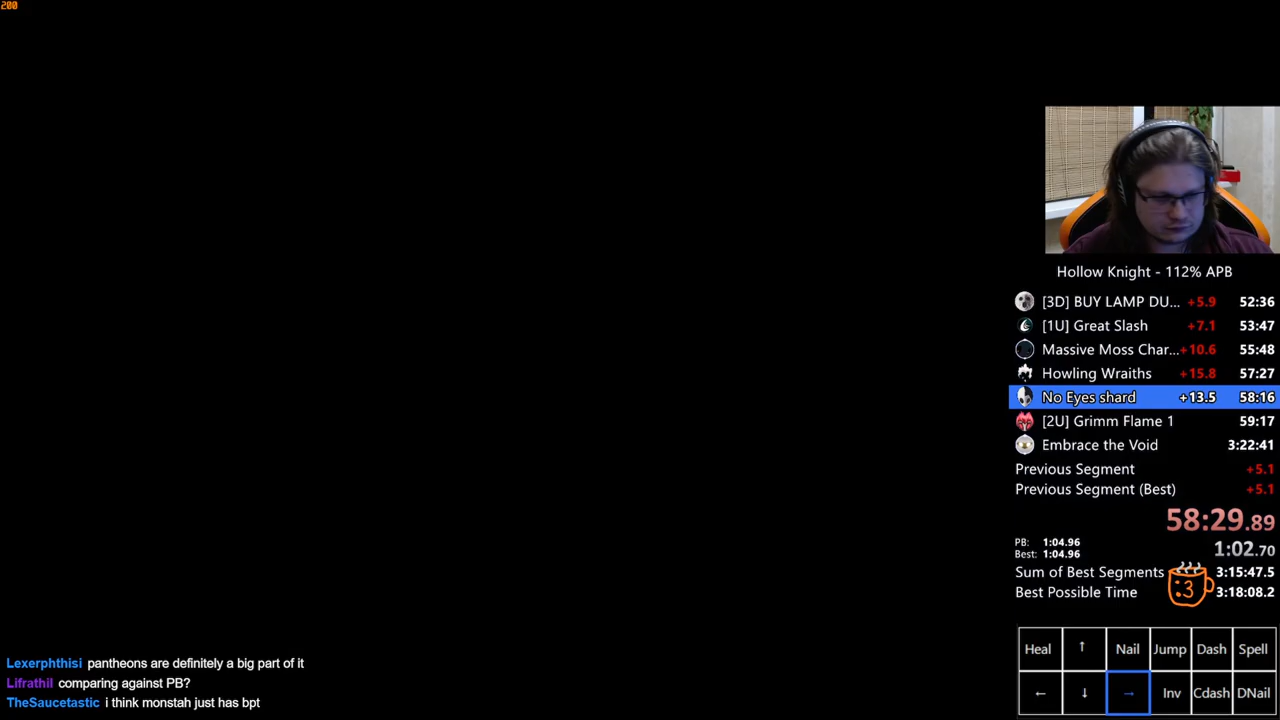 200
Hollow Knight - 112% APB
[3D] BUY LAMP DU... +5.9 52:36
[1U] Great Slash +7.1 53:47
Massive Moss Char... +10.6 55:48
Howling Wraiths +15.8 57:27
No Eyes shard +13.5 58:16
[2U] Grimm Flame 1 59:17
Embrace the Void 3:22:41
Previous Segment +5.1
Previous Segment (Best) +5.1
58:29.89
PB: 1:04.96
Best: 1:04.96
1:02.70
Sum of Best Segments 3:15:47.5
Best Possible Time 3:18:08.2
:3
Heal ↑ Nail Jump Dash Spell
← ↓ → Inv Cdash DNail
Lexerphthisi pantheons are definitely a big part of it
Lifrathil comparing against PB?
TheSaucetastic i think monstah just has bpt